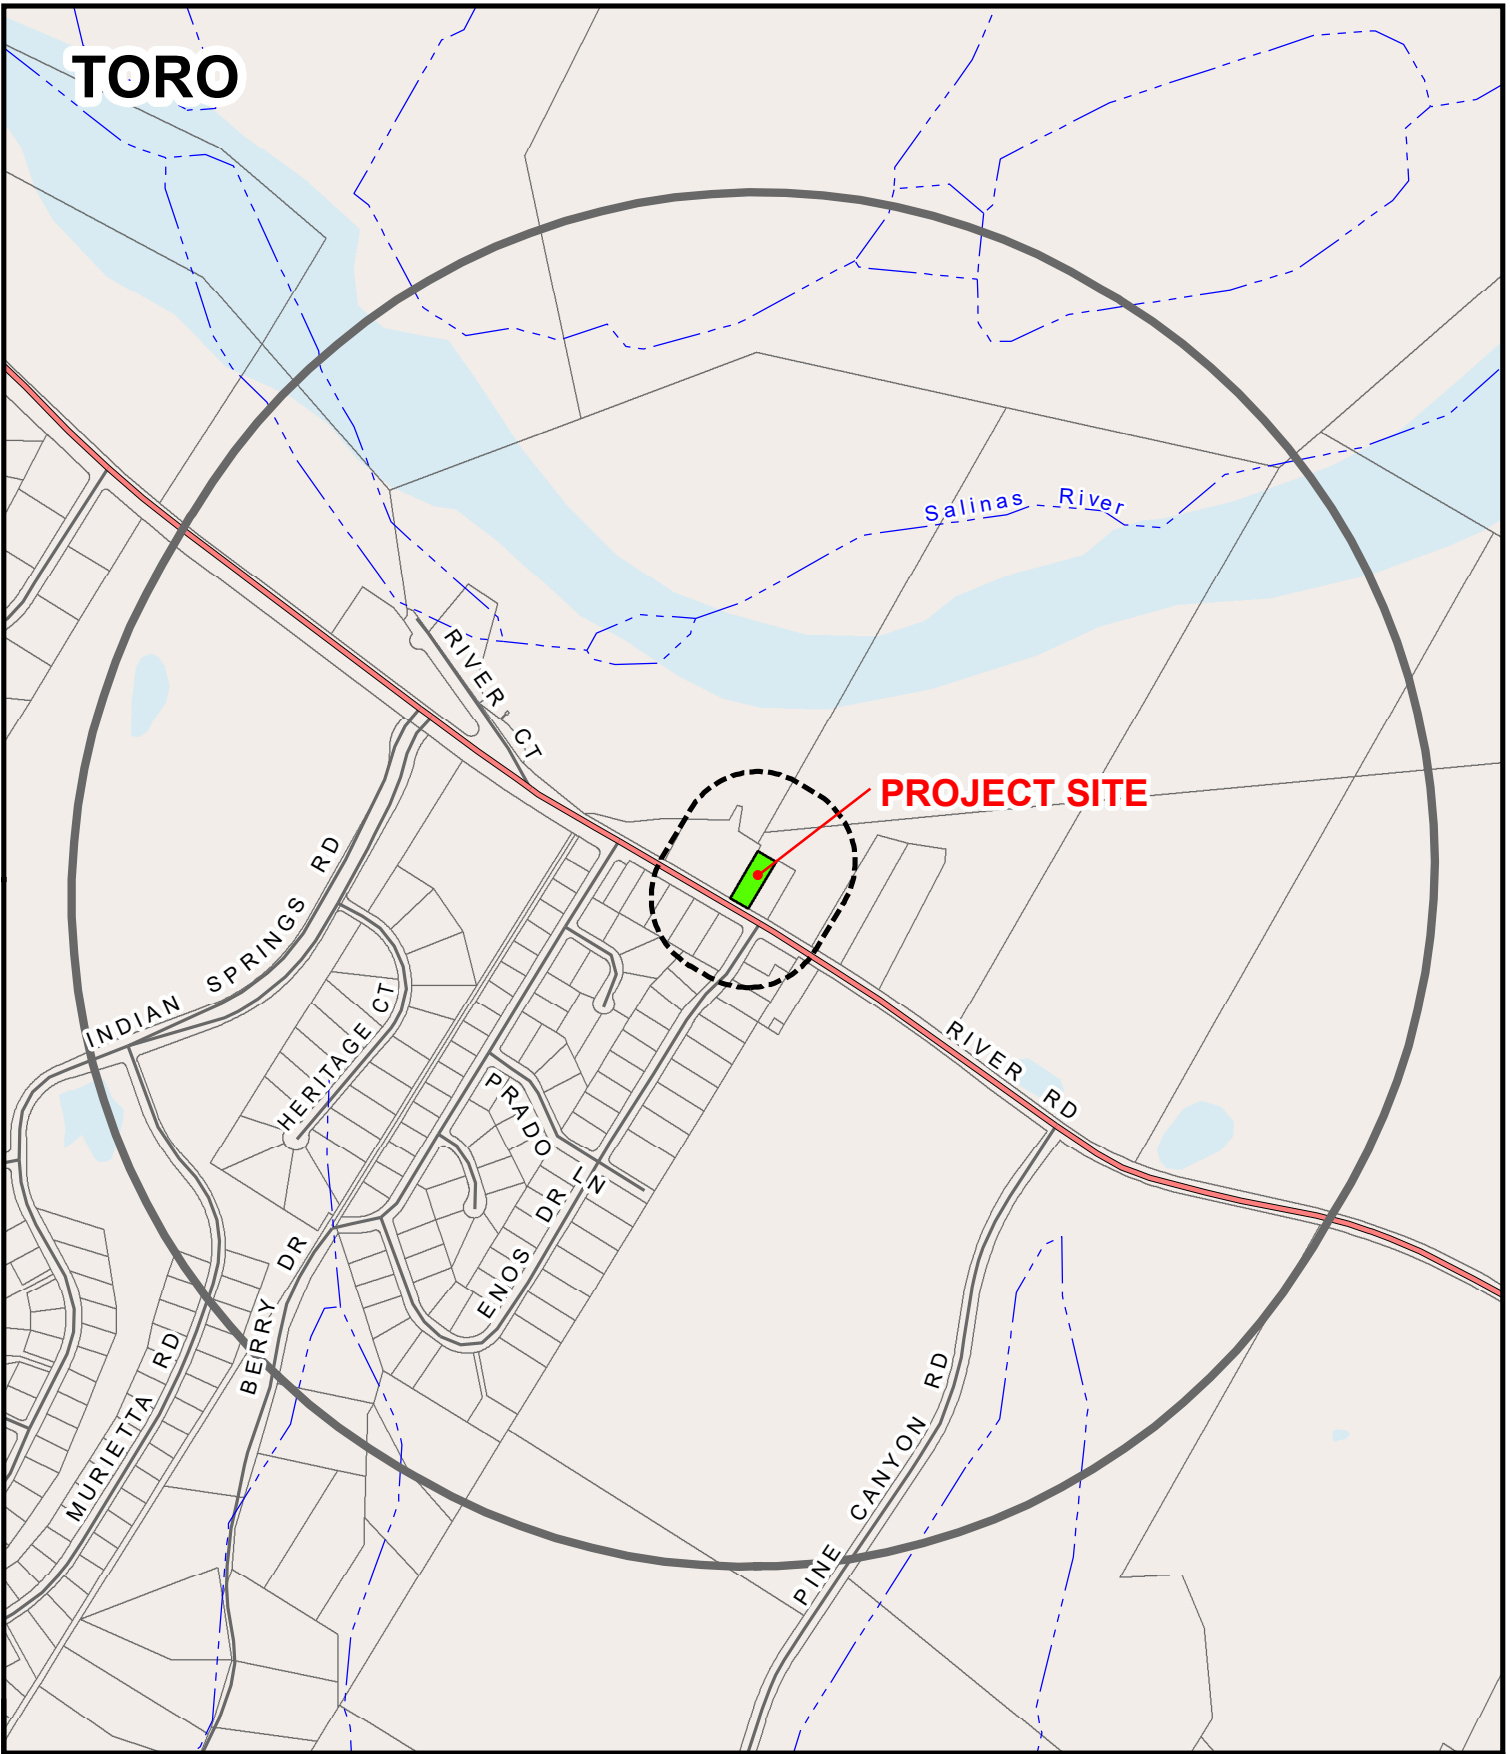 TORO
Salinas River
RIVER CT
PROJECT SITE
INDIAN SPRINGS RD
HERITAGE CT
RIVER RD
PRADO LN
ENOS DR
BERRY DR
MURIETTA RD
PINE CANYON RD